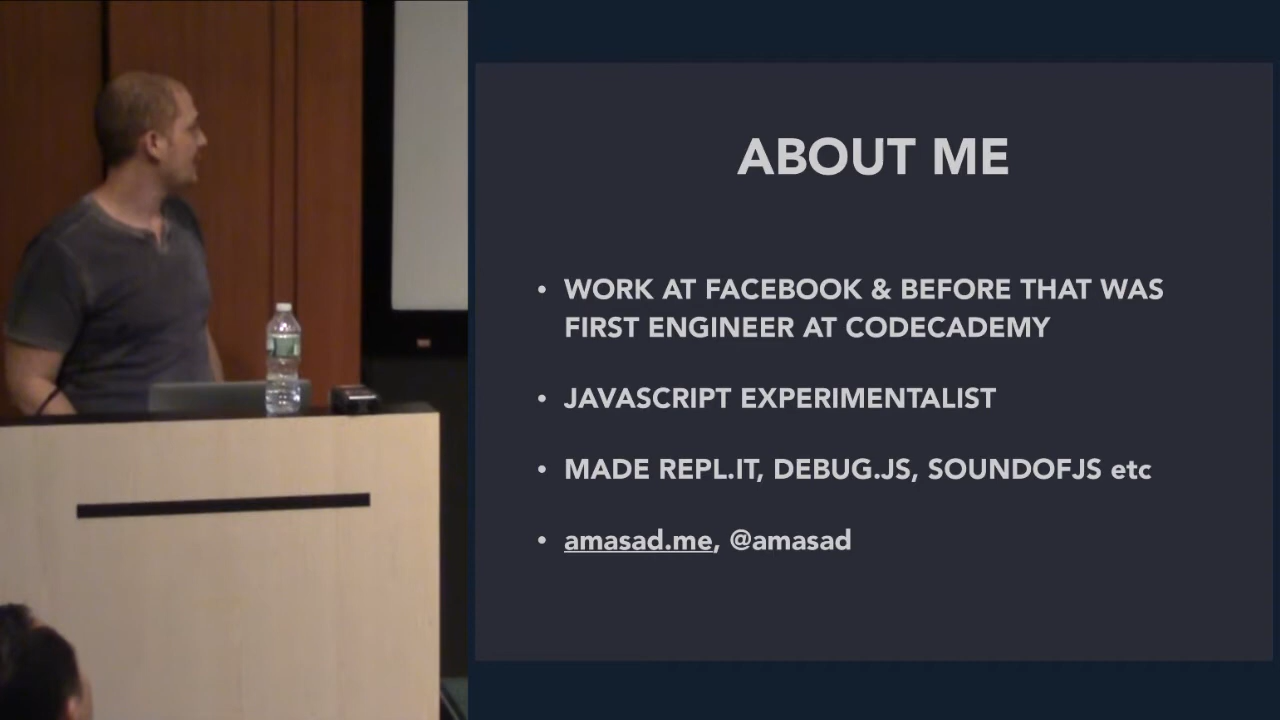 ABOUT ME
• WORK AT FACEBOOK & BEFORE THAT WAS
FIRST ENGINEER AT CODECADEMY
• JAVASCRIPT EXPERIMENTALIST
• MADE REPL.IT, DEBUG.JS, SOUNDOFJS etc
• amasad.me, @amasad